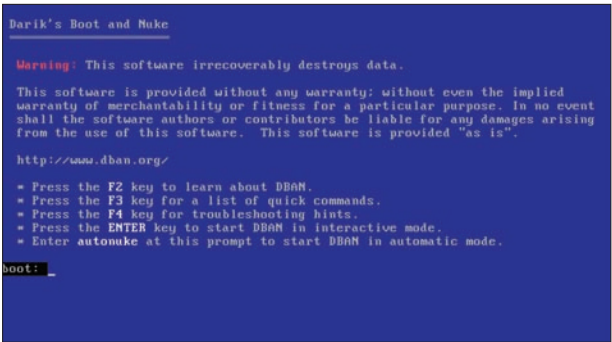 Darik's Boot and Nuke
Warning: This software irrecoverably destroys data.
This software is provided without any warranty; without even the implied
warranty of merchantability or fitness for a particular purpose. In no event
shall the software authors or contributors be liable for any damages arising
from the use of this software.  This software is provided "as is".
http://www.dban.org/
* Press the F2 key to learn about DBAN.
* Press the F3 key for a list of quick commands.
* Press the F4 key for troubleshooting hints.
* Press the ENTER key to start DBAN in interactive mode.
* Enter autonuke at this prompt to start DBAN in automatic mode.
boot: _